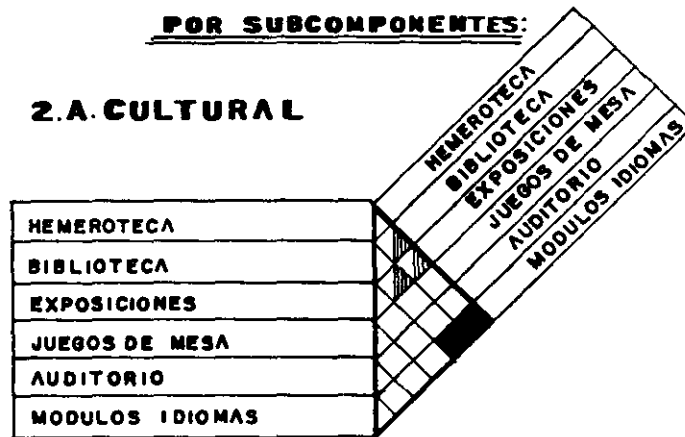 POR SUBCOMPONENTES:
2.A.CULTURAL
HEMEROTECA
BIBLIOTECA
EXPOSICIONES
JUEGOS DE MESA
AUDITORIO
MODULOS IDIOMAS
HEMEROTECA
BIBLIOTECA
EXPOSICIONES
JUEGOS DE MESA
AUDITORIO
MODULOS IDIOMAS